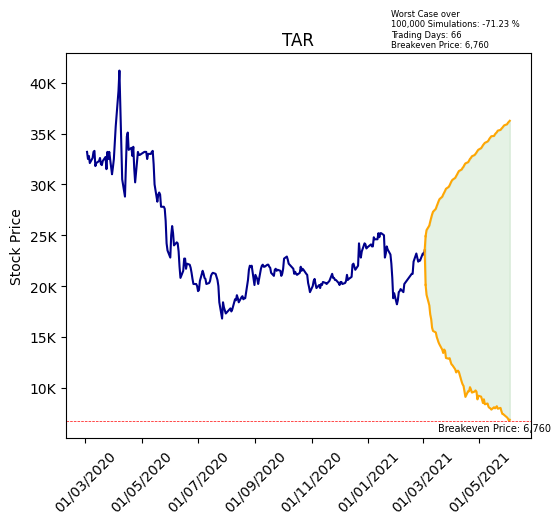 Worst Case over
100,000 Simulations: -71.23 %
Trading Days: 66
Breakeven Price: 6,760
TAR
Stock Price
40K
35K
30K
25K
20K
15K
10K
Breakeven Price: 6,760
01/03/2020
01/05/2020
01/07/2020
01/09/2020
01/11/2020
01/01/2021
01/03/2021
01/05/2021